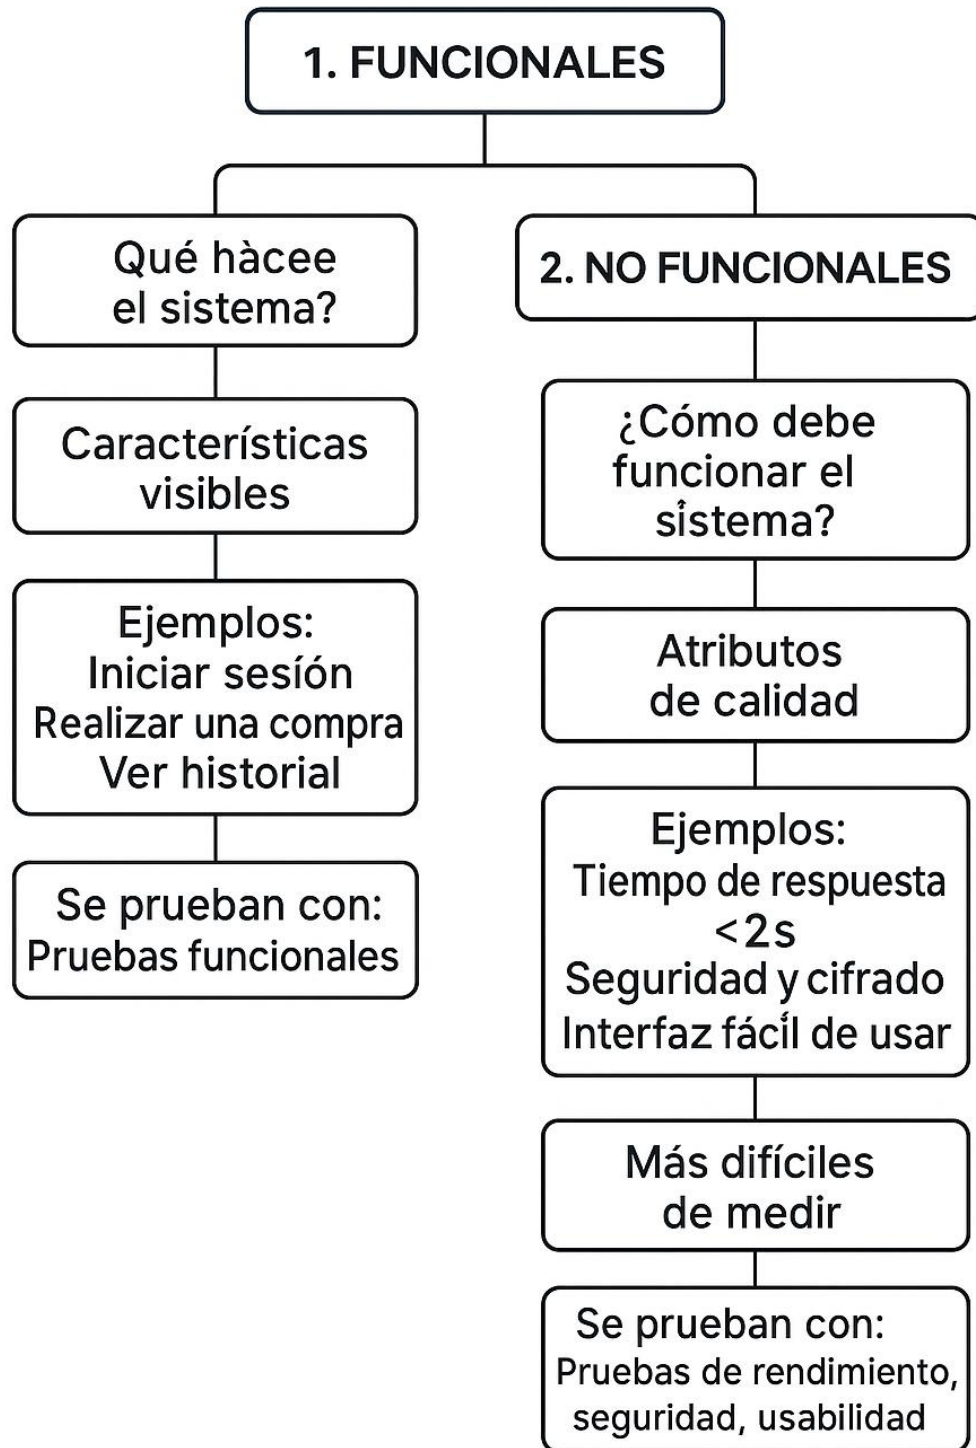 1. FUNCIONALES
Qué hàcee
el sistema?
Características
visibles
Ejemplos:
Iniciar sesíón
Realizar una compra
Ver historial
Se prueban con:
Pruebas funcionales
2. NO FUNCIONALES
¿Cómo debe
funcionar el
sistema?
Atributos
de calidad
Ejemplos:
Tiempo de respuesta
<2s
Seguridad y cifrado
Interfaz fácil de usar
Más difíciles
de medir
Se prueban con:
Pruebas de rendimiento,
seguridad, usabilidad